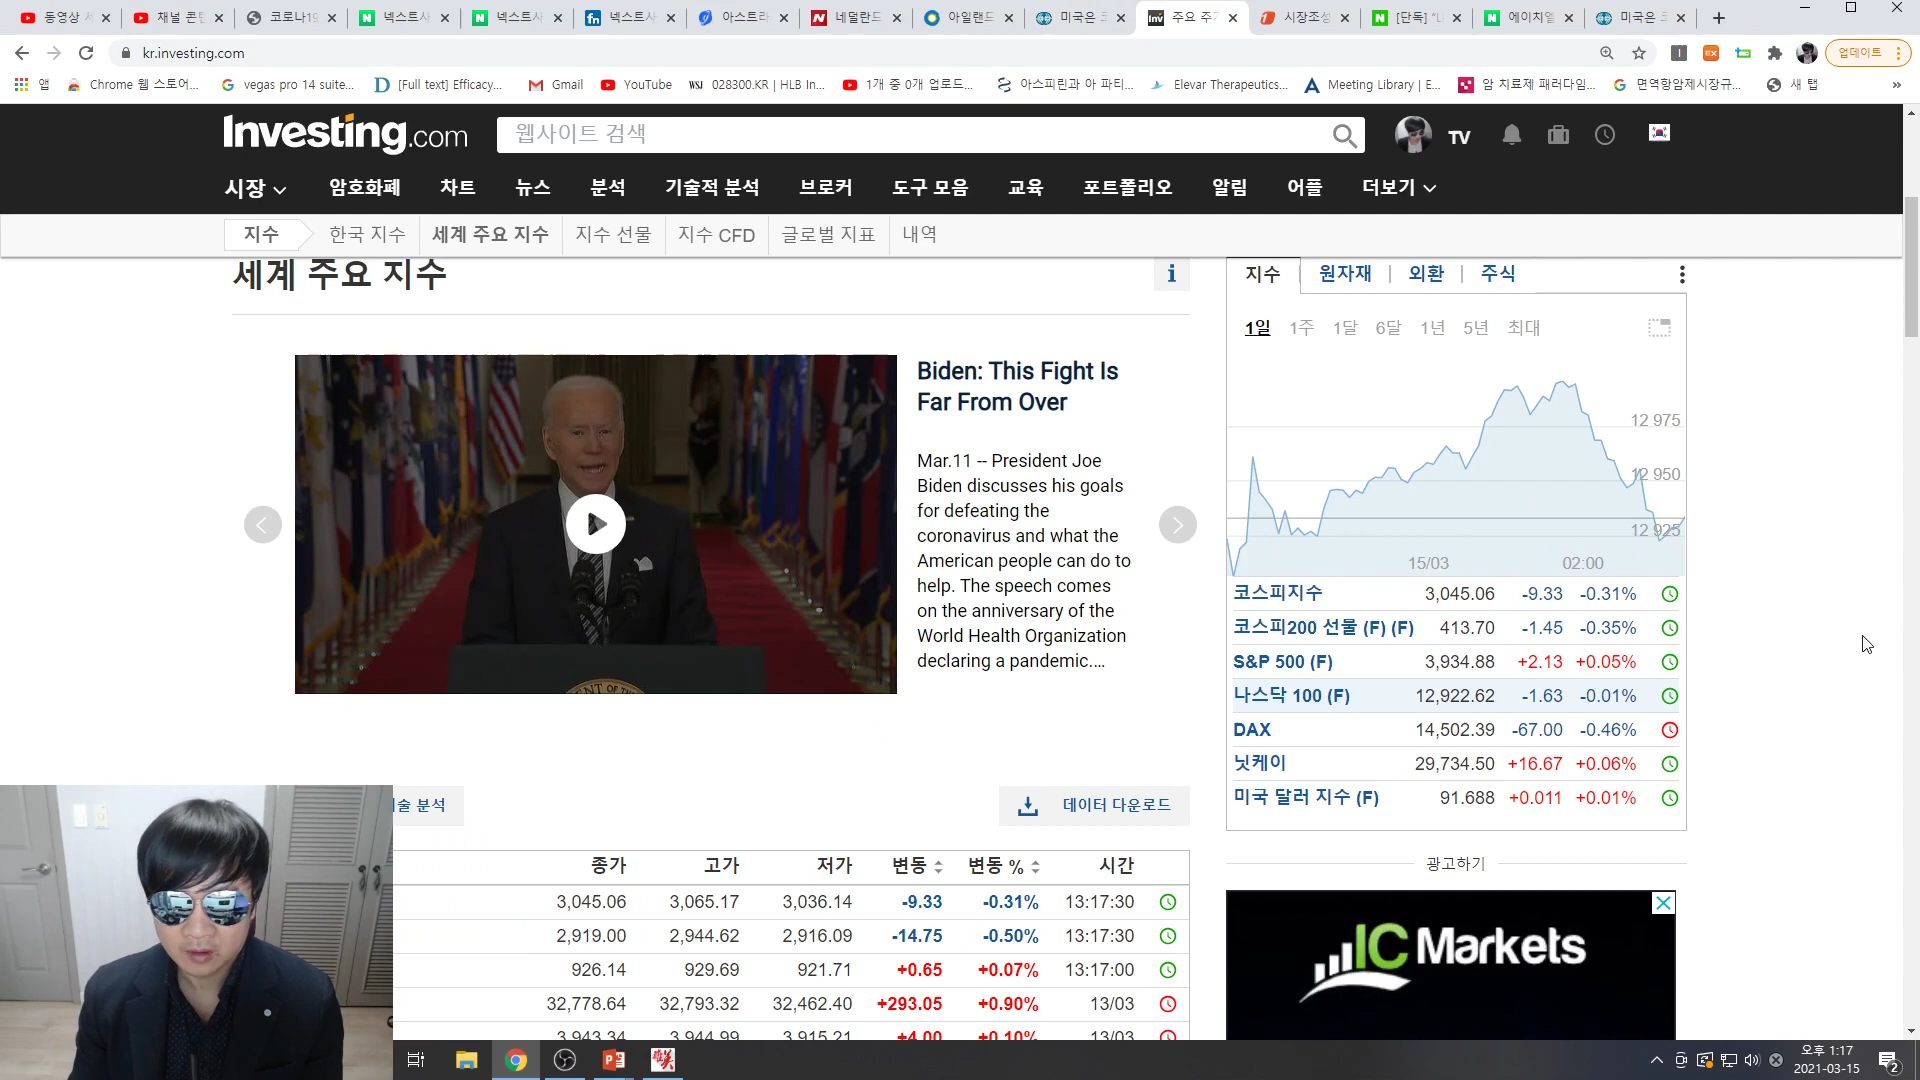 동영상 서
채널 콘텐
코로나19
넥스트사
넥스트사
넥스트사
아스트라
네덜란드
아일랜드
미국은 코
주요 주가
시장조성
[단독] "나
에이치엘
미국은 코
kr.investing.com
업데이트
앱
Chrome 웹 스토어...
vegas pro 14 suite...
[Full text] Efficacy...
Gmail
YouTube
WSJ 028300.KR | HLB In...
1개 중 0개 업로드...
아스피린과 아 파티...
Elevar Therapeutics...
Meeting Library | E...
암 치료제 패러다임...
면역항암제시장규...
새 탭
Investing.com
웹사이트 검색
TV
시장 암호화폐 차트 뉴스 분석 기술적 분석 브로커 도구 모음 교육 포트폴리오 알림 어플 더보기
지수 한국 지수 세계 주요 지수 지수 선물 지수 CFD 글로벌 지표 내역
세계 주요 지수
Biden: This Fight Is
Far From Over
Mar.11 -- President Joe
Biden discusses his goals
for defeating the
coronavirus and what the
American people can do to
help. The speech comes
on the anniversary of the
World Health Organization
declaring a pandemic....
술 분석
데이터 다운로드
종가 고가 저가 변동 변동 % 시간
3,045.06 3,065.17 3,036.14 -9.33 -0.31% 13:17:30
2,919.00 2,944.62 2,916.09 -14.75 -0.50% 13:17:30
926.14 929.69 921.71 +0.65 +0.07% 13:17:00
32,778.64 32,793.32 32,462.40 +293.05 +0.90% 13/03
3,943.34 3,944.99 3,915.21 +4.00 +0.10% 13/03
지수 | 원자재 | 외환 | 주식
1일 1주 1달 6달 1년 5년 최대
12 975
12 950
12 925
15/03 02:00
코스피지수 3,045.06 -9.33 -0.31%
코스피200 선물 (F) (F) 413.70 -1.45 -0.35%
S&P 500 (F) 3,934.88 +2.13 +0.05%
나스닥 100 (F) 12,922.62 -1.63 -0.01%
DAX 14,502.39 -67.00 -0.46%
닛케이 29,734.50 +16.67 +0.06%
미국 달러 지수 (F) 91.688 +0.011 +0.01%
광고하기
IC Markets
오후 1:17
2021-03-15
2